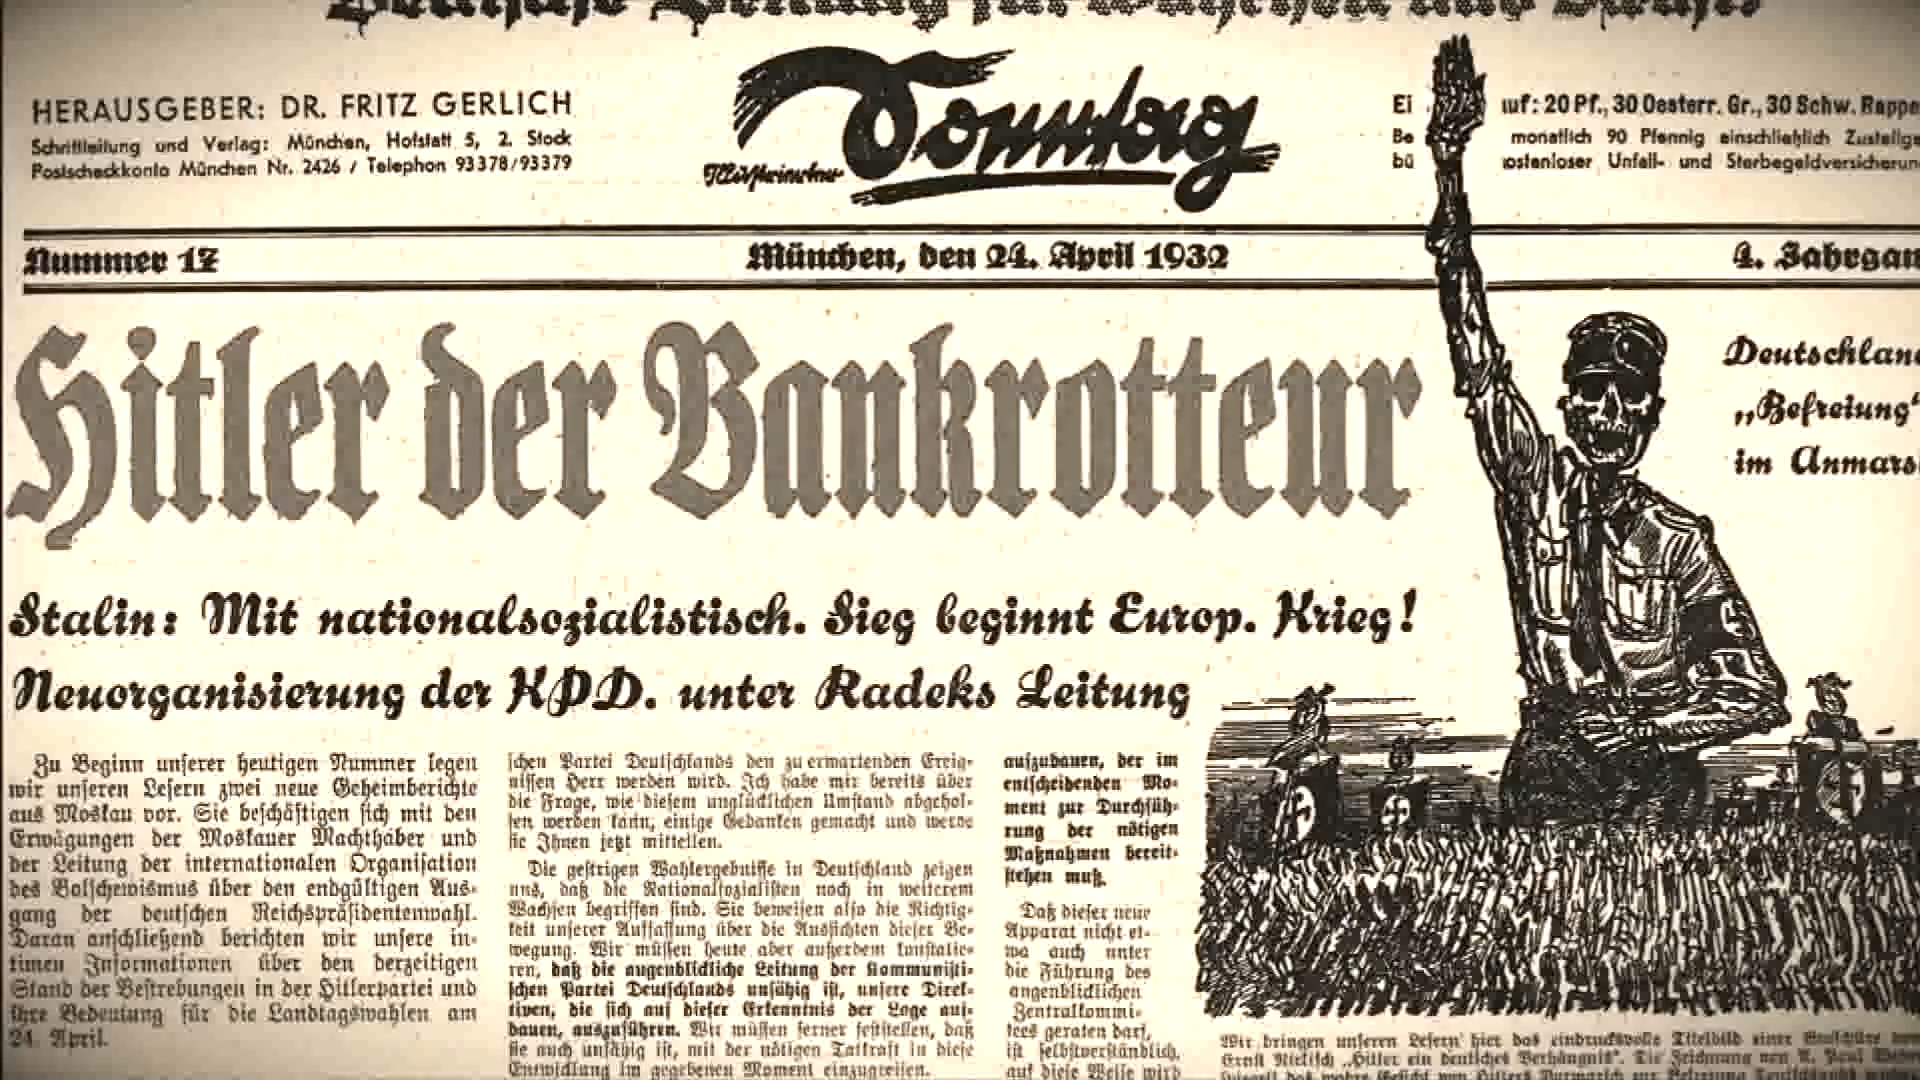 HERAUSGEBER: DR. FRITZ GERLICH
Schriftleitung und Verlag: München, Hofstatt 5, 2. Stock
Postscheckkonto München Nr. 2426 / Telephon 93378/93379
Illustrierter
Sonntag
Ei uf: 20 Pf., 30 Oesterr. Gr., 30 Schw. Rappe
Be monatlich 90 Pfennig einschließlich Zustellge
bü ostenloser Unfall- und Sterbegeldversicherun
Nummer 17
München, den 24. April 1932
4. Jahrgan
Hitler der Bankrotteur
Deutschland
„Befreiung“
im Anmars
Stalin: Mit nationalsozialistisch. Sieg beginnt Europ. Krieg!
Neuorganisierung der KPD. unter Radeks Leitung
Zu Beginn unserer heutigen Nummer legen
wir unseren Lesern zwei neue Geheimberichte
aus Moskau vor. Sie beschäftigen sich mit den
Erwägungen der Moskauer Machthaber und
der Leitung der internationalen Organisation
des Bolschewismus über den endgültigen Aus-
gang der deutschen Reichspräsidentenwahl.
Daran anschließend berichten wir unsere in-
timen Informationen über den derzeitigen
Stand der Bestrebungen in der Hitlerpartei und
ihre Bedeutung für die Landtagswahlen am
24. April.
schen Partei Deutschlands den zu erwartenden Ereig-
nissen Herr werden wird. Ich habe mir bereits über
die Frage, wie diesem unglücklichen Umstand abgehol-
fen werden kann, einige Gedanken gemacht und werde
sie Ihnen jetzt mitteilen.
Die gestrigen Wahlergebnisse in Deutschland zeigen
uns, daß die Nationalsozialisten noch in weiterem
Wachsen begriffen sind. Sie beweisen also die Richtig-
keit unserer Auffassung über die Aussichten dieser Be-
wegung. Wir müssen heute aber außerdem konstatie-
ren, daß die augenblickliche Leitung der Kommunisti-
schen Partei Deutschlands unfähig ist, unsere Direk-
tiven, die sich auf dieser Erkenntnis der Lage auf-
bauen, auszuführen. Wir müssen ferner feststellen, daß
sie auch unfähig ist, mit der nötigen Tatkraft in diese
Entwicklung im gegebenen Moment einzugreifen.
aufzubauen, der im
entscheidenden Mo-
ment zur Durchfüh-
rung der nötigen
Maßnahmen bereit-
stehen muß.
Daß dieser neue
Apparat nicht et-
wa auch unter
die Führung des
augenblicklichen
Zentralkommi-
tees geraten darf,
ist selbstverständlich,
auf diese Weise wird
Wir bringen unseren Lesern hier das eindrucksvolle Titelbild einer Broschüre von
Ernst Niekisch „Hitler ein deutsches Verhängnis“. Die Zeichnung von A. Paul Weber